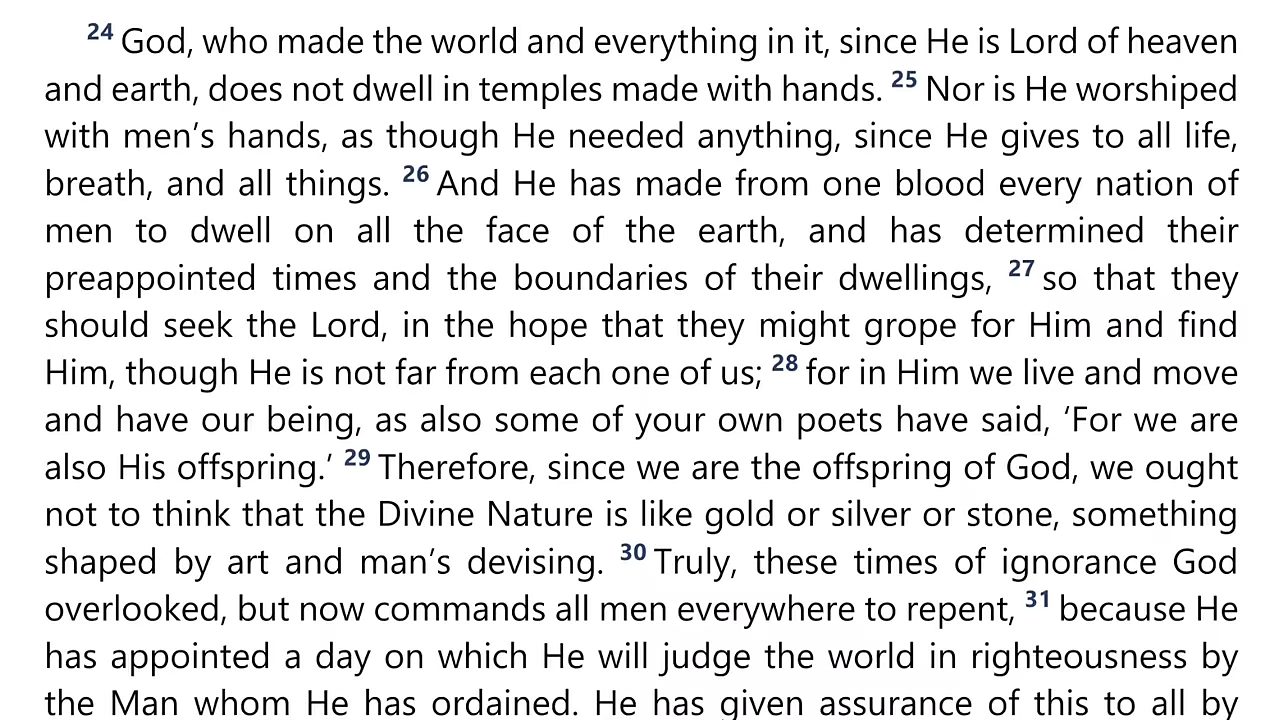 24 God, who made the world and everything in it, since He is Lord of heaven
and earth, does not dwell in temples made with hands. 25 Nor is He worshiped
with men’s hands, as though He needed anything, since He gives to all life,
breath, and all things. 26 And He has made from one blood every nation of
men to dwell on all the face of the earth, and has determined their
preappointed times and the boundaries of their dwellings, 27 so that they
should seek the Lord, in the hope that they might grope for Him and find
Him, though He is not far from each one of us; 28 for in Him we live and move
and have our being, as also some of your own poets have said, ‘For we are
also His offspring.’ 29 Therefore, since we are the offspring of God, we ought
not to think that the Divine Nature is like gold or silver or stone, something
shaped by art and man’s devising. 30 Truly, these times of ignorance God
overlooked, but now commands all men everywhere to repent, 31 because He
has appointed a day on which He will judge the world in righteousness by
the Man whom He has ordained. He has given assurance of this to all by